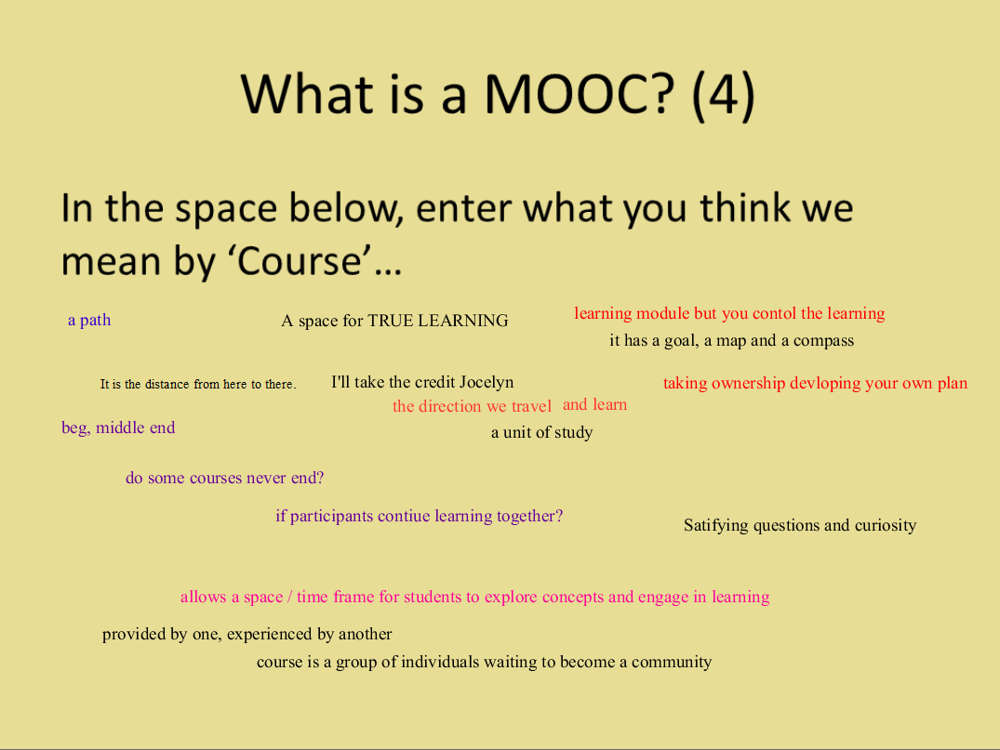 What is a MOOC? (4)
In the space below, enter what you think we
mean by ‘Course’…
a path
A space for TRUE LEARNING
learning module but you contol the learning
it has a goal, a map and a compass
It is the distance from here to there.
I'll take the credit Jocelyn
taking ownership devloping your own plan
the direction we travel and learn
beg, middle end
a unit of study
do some courses never end?
if participants contiue learning together?
Satifying questions and curiosity
allows a space / time frame for students to explore concepts and engage in learning
provided by one, experienced by another
course is a group of individuals waiting to become a community